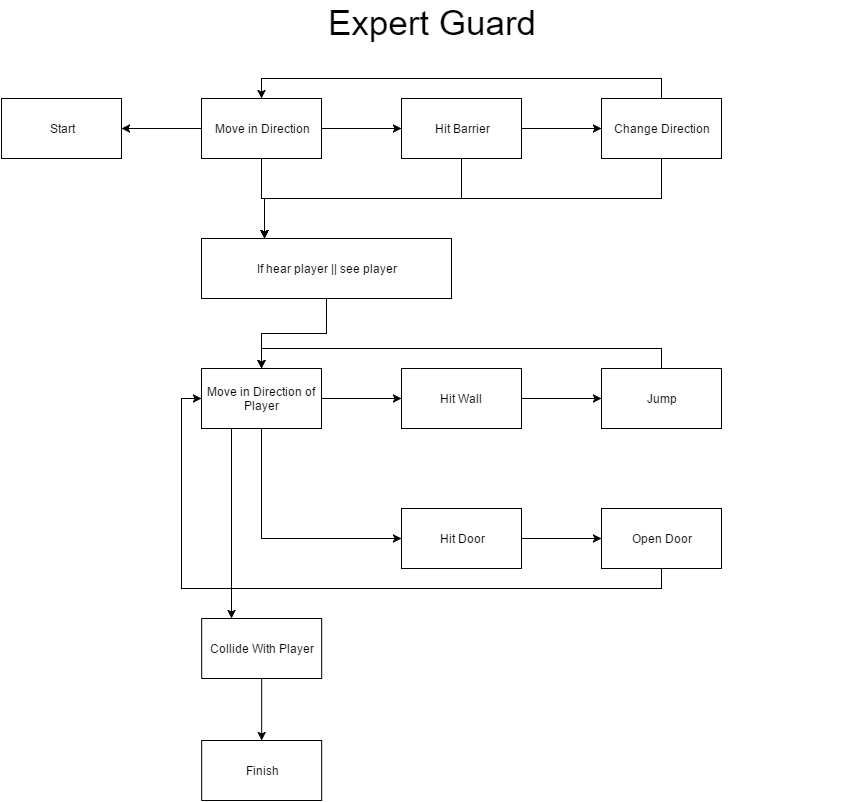 Expert Guard
Start
Move in Direction
Hit Barrier
Change Direction
If hear player || see player
Move in Direction of
Player
Hit Wall
Jump
Hit Door
Open Door
Collide With Player
Finish